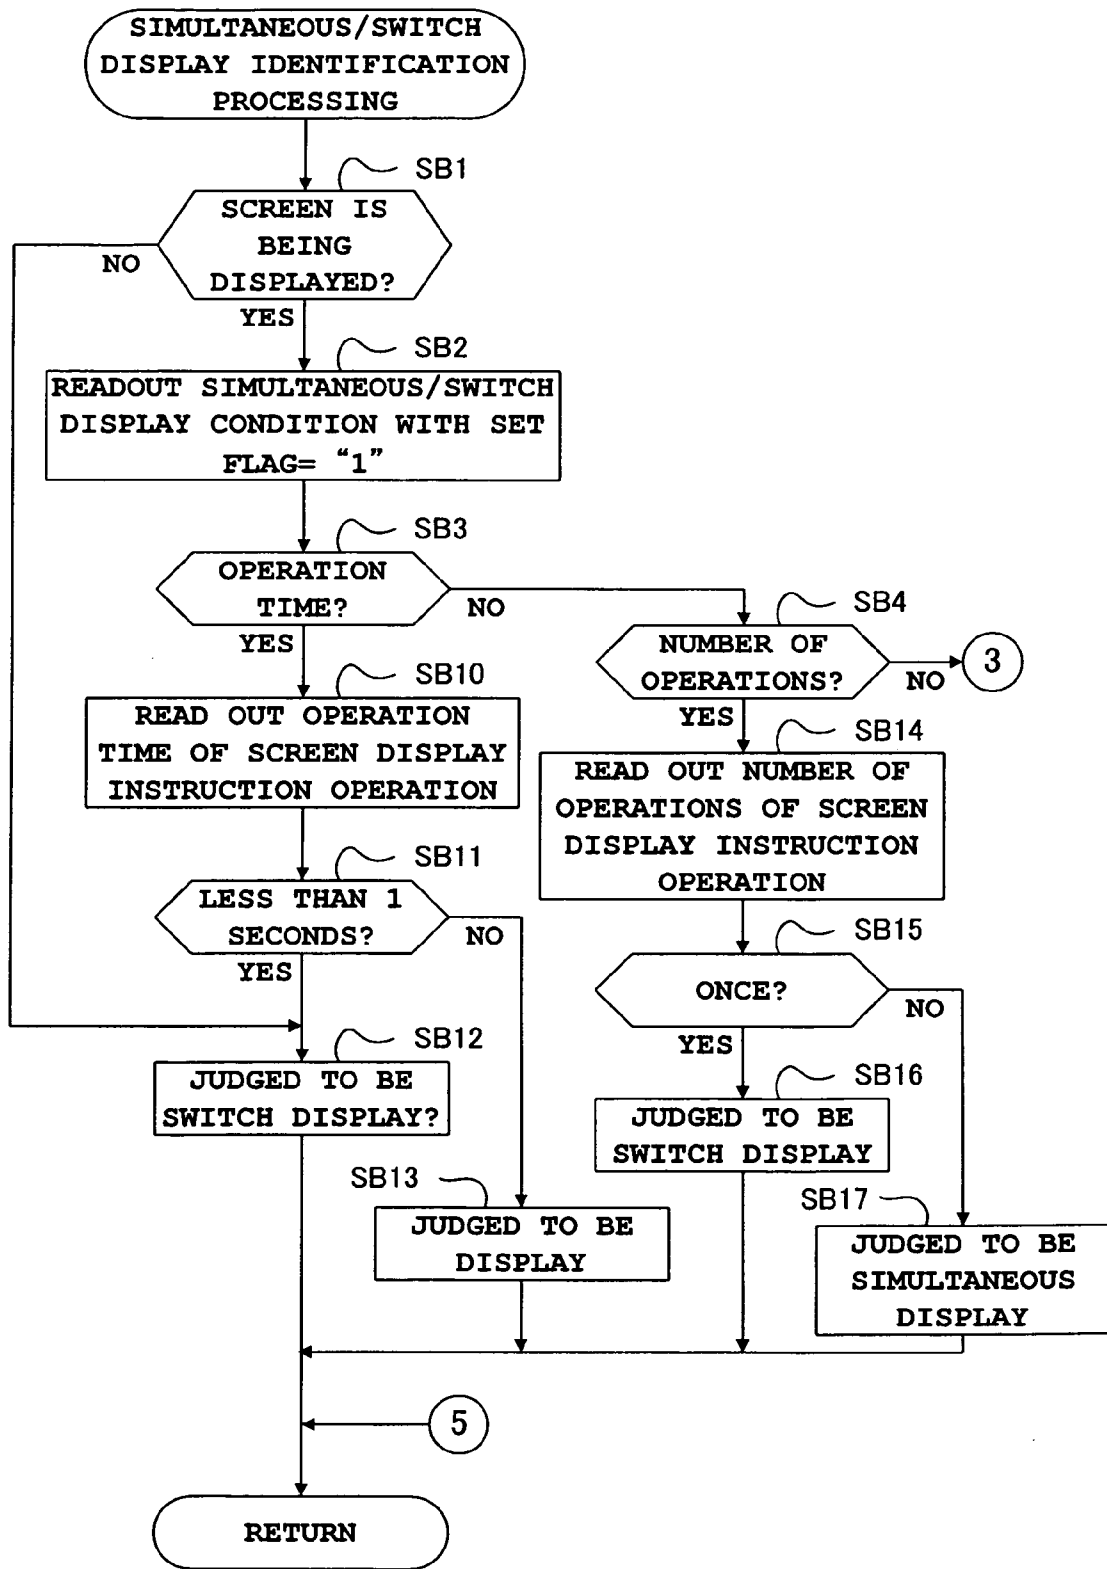 SIMULTANEOUS/SWITCH
DISPLAY IDENTIFICATION
PROCESSING
SB1
SCREEN IS
BEING
DISPLAYED?
NO
YES
SB2
READOUT SIMULTANEOUS/SWITCH
DISPLAY CONDITION WITH SET
FLAG= “1”
SB3
OPERATION
TIME?
NO
YES
SB4
NUMBER OF
OPERATIONS?
NO
3
YES
SB10
READ OUT OPERATION
TIME OF SCREEN DISPLAY
INSTRUCTION OPERATION
SB14
READ OUT NUMBER OF
OPERATIONS OF SCREEN
DISPLAY INSTRUCTION
OPERATION
SB11
LESS THAN 1
SECONDS?
NO
YES
SB15
ONCE?
NO
YES
SB12
JUDGED TO BE
SWITCH DISPLAY?
SB16
JUDGED TO BE
SWITCH DISPLAY
SB13
JUDGED TO BE
DISPLAY
SB17
JUDGED TO BE
SIMULTANEOUS
DISPLAY
5
RETURN